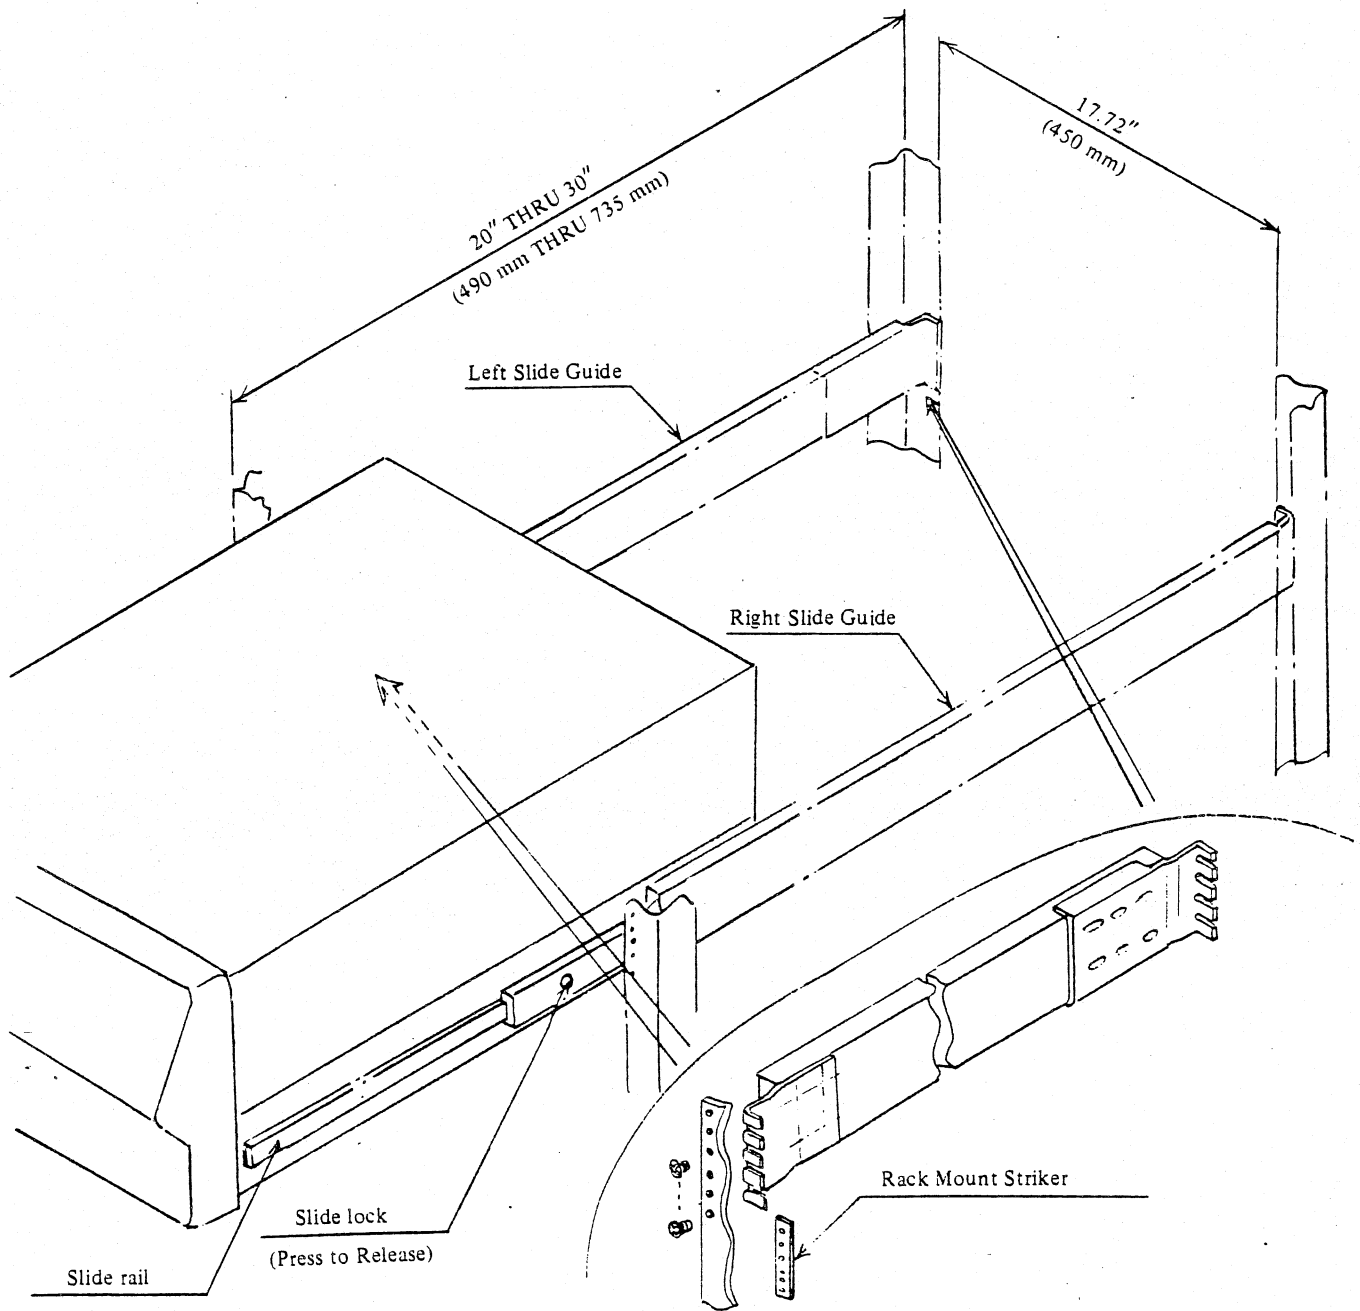 17.72"
(450 mm)
20" THRU 30"
(490 mm THRU 735 mm)
Left Slide Guide
Right Slide Guide
Rack Mount Striker
Slide lock
(Press to Release)
Slide rail